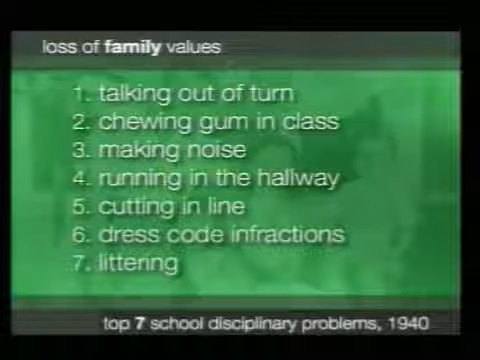 loss of family values
1. talking out of turn
2. chewing gum in class
3. making noise
4. running in the hallway
5. cutting in line
6. dress code infractions
7. littering
top 7 school disciplinary problems, 1940